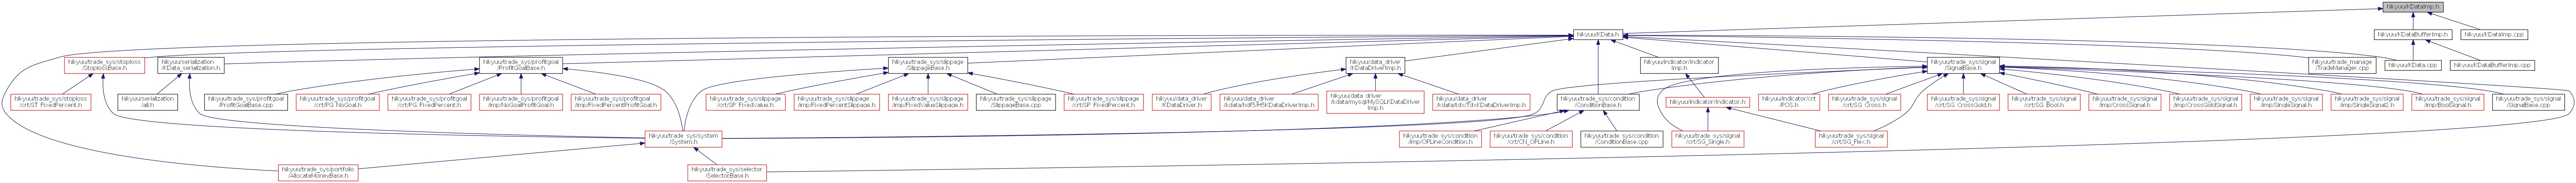 hikyuu/KDataImp.h
hikyuu/KData.h
hikyuu/KDataBufferImp.h
hikyuu/KDataImp.cpp
hikyuu/trade_sys/stoploss
/StoplossBase.h
hikyuu/serialization
/KData_serialization.h
hikyuu/trade_sys/profitgoal
/ProfitGoalBase.h
hikyuu/trade_sys/slippage
/SlippageBase.h
hikyuu/data_driver
/KDataDriverImp.h
hikyuu/indicator/Indicator
Imp.h
hikyuu/trade_sys/signal
/SignalBase.h
hikyuu/trade_manage
/TradeManager.cpp
hikyuu/KData.cpp
hikyuu/KDataBufferImp.cpp
hikyuu/trade_sys/stoploss
/crt/ST_FixedPercent.h
hikyuu/serialization
/all.h
hikyuu/trade_sys/profitgoal
/ProfitGoalBase.cpp
hikyuu/trade_sys/profitgoal
/crt/PG_NoGoal.h
hikyuu/trade_sys/profitgoal
/crt/PG_FixedPercent.h
hikyuu/trade_sys/profitgoal
/imp/NoGoalProfitGoal.h
hikyuu/trade_sys/profitgoal
/imp/FixedPercentProfitGoal.h
hikyuu/trade_sys/slippage
/crt/SP_FixedValue.h
hikyuu/trade_sys/slippage
/imp/FixedPercentSlippage.h
hikyuu/trade_sys/slippage
/imp/FixedValueSlippage.h
hikyuu/trade_sys/slippage
/SlippageBase.cpp
hikyuu/trade_sys/slippage
/crt/SP_FixedPercent.h
hikyuu/data_driver
/KDataDriver.h
hikyuu/data_driver
/kdata/hdf5/H5KDataDriverImp.h
hikyuu/data_driver
/kdata/mysql/MySQLKDataDriver
Imp.h
hikyuu/data_driver
/kdata/tdx/TdxKDataDriverImp.h
hikyuu/trade_sys/condition
/ConditionBase.h
hikyuu/indicator/Indicator.h
hikyuu/indicator/crt
/POS.h
hikyuu/trade_sys/signal
/crt/SG_Cross.h
hikyuu/trade_sys/signal
/crt/SG_CrossGold.h
hikyuu/trade_sys/signal
/crt/SG_Bool.h
hikyuu/trade_sys/signal
/imp/CrossSignal.h
hikyuu/trade_sys/signal
/imp/CrossGoldSignal.h
hikyuu/trade_sys/signal
/imp/SingleSignal.h
hikyuu/trade_sys/signal
/imp/SingleSignal2.h
hikyuu/trade_sys/signal
/imp/BoolSignal.h
hikyuu/trade_sys/signal
/SignalBase.cpp
hikyuu/trade_sys/system
/System.h
hikyuu/trade_sys/condition
/imp/OPLineCondition.h
hikyuu/trade_sys/condition
/crt/CN_OPLine.h
hikyuu/trade_sys/condition
/ConditionBase.cpp
hikyuu/trade_sys/signal
/crt/SG_Single.h
hikyuu/trade_sys/signal
/crt/SG_Flex.h
hikyuu/trade_sys/portfolio
/AllocateMoneyBase.h
hikyuu/trade_sys/selector
/SelectorBase.h